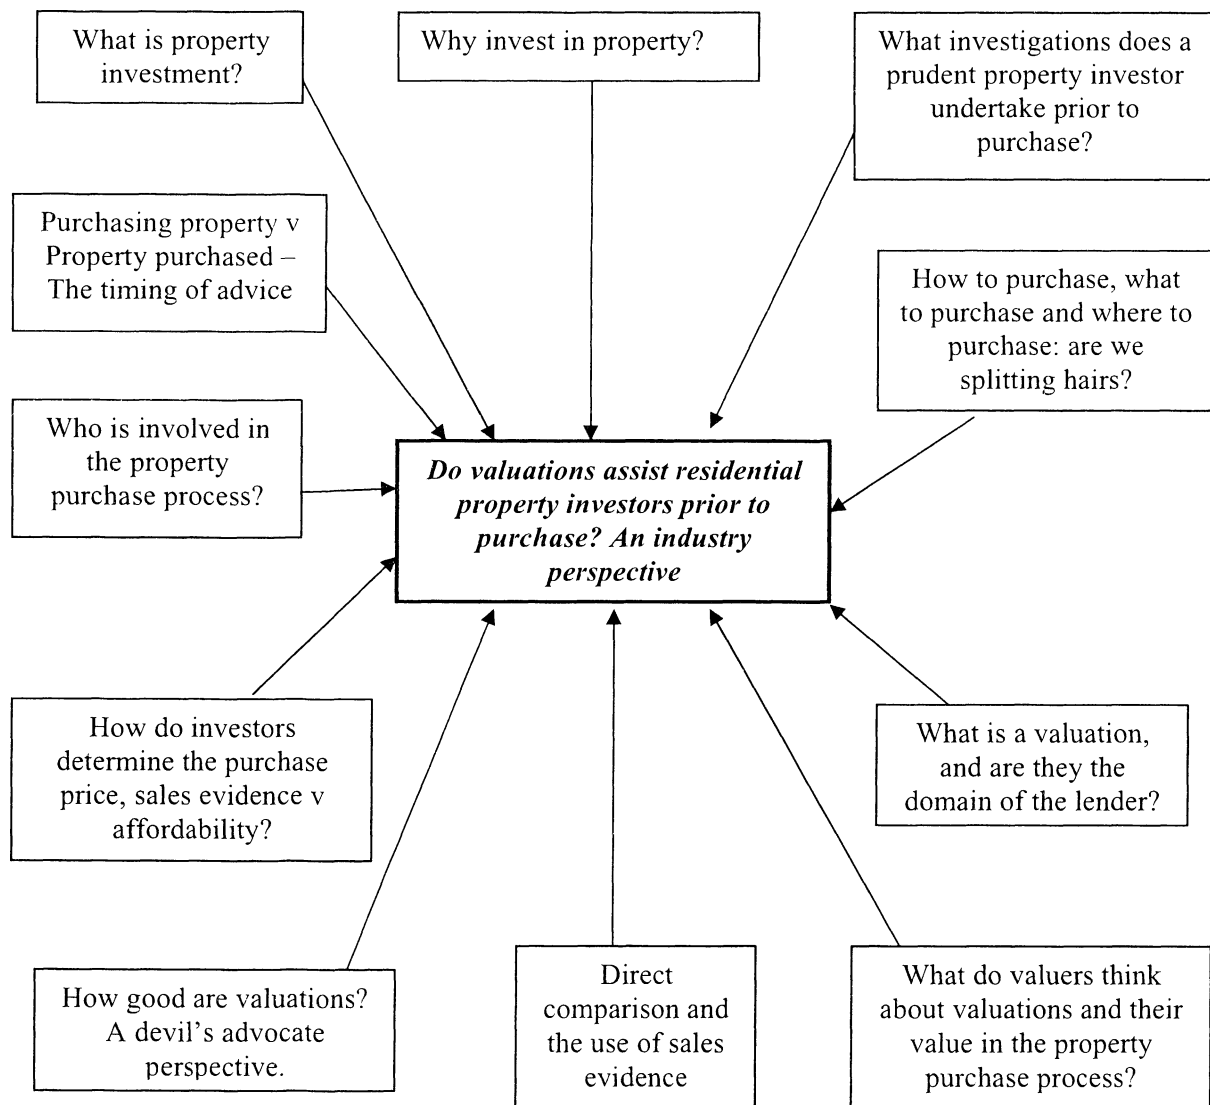 What is property
investment?
Why invest in property?
What investigations does a
prudent property investor
undertake prior to
purchase?
Purchasing property v
Property purchased –
The timing of advice
How to purchase, what
to purchase and where to
purchase: are we
splitting hairs?
Who is involved in
the property
purchase process?
Do valuations assist residential
property investors prior to
purchase? An industry
perspective
How do investors
determine the purchase
price, sales evidence v
affordability?
What is a valuation,
and are they the
domain of the lender?
How good are valuations?
A devil's advocate
perspective.
Direct
comparison and
the use of sales
evidence
What do valuers think
about valuations and their
value in the property
purchase process?